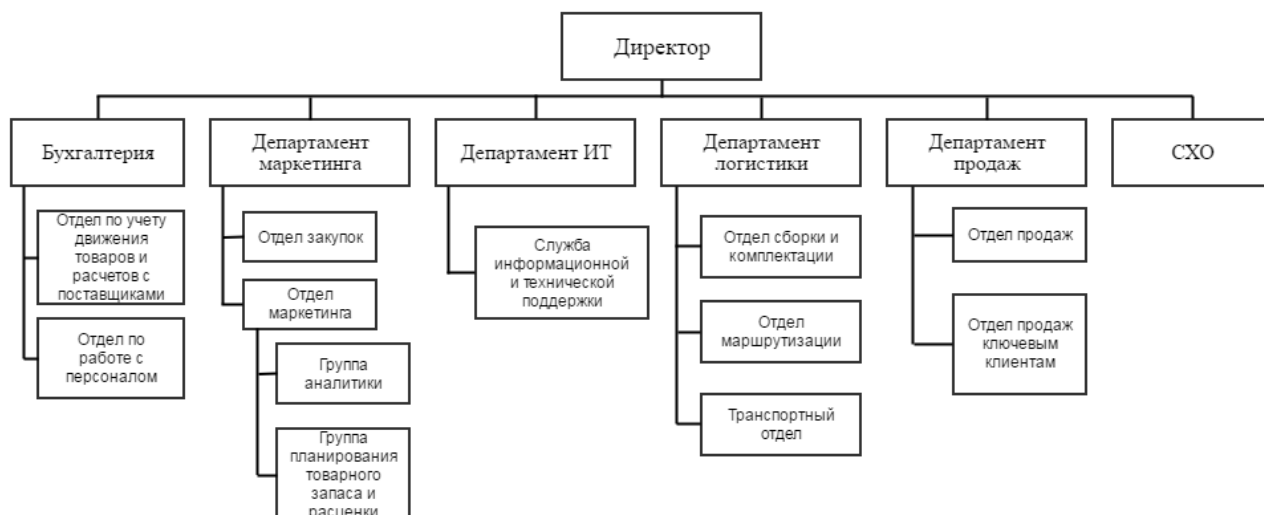 Директор
Бухгалтерия
Департамент
маркетинга
Департамент ИТ
Департамент
логистики
Департамент
продаж
СХО
Отдел по учету
движения
товаров и
расчетов с
поставщиками
Отдел по
работе с
персоналом
Отдел закупок
Отдел
маркетинга
Группа
аналитики
Группа
планирования
товарного
запаса и
расценки
Служба
информационной
и технической
поддержки
Отдел сборки и
комплектации
Отдел
маршрутизации
Транспортный
отдел
Отдел продаж
Отдел продаж
ключевым
клиентам